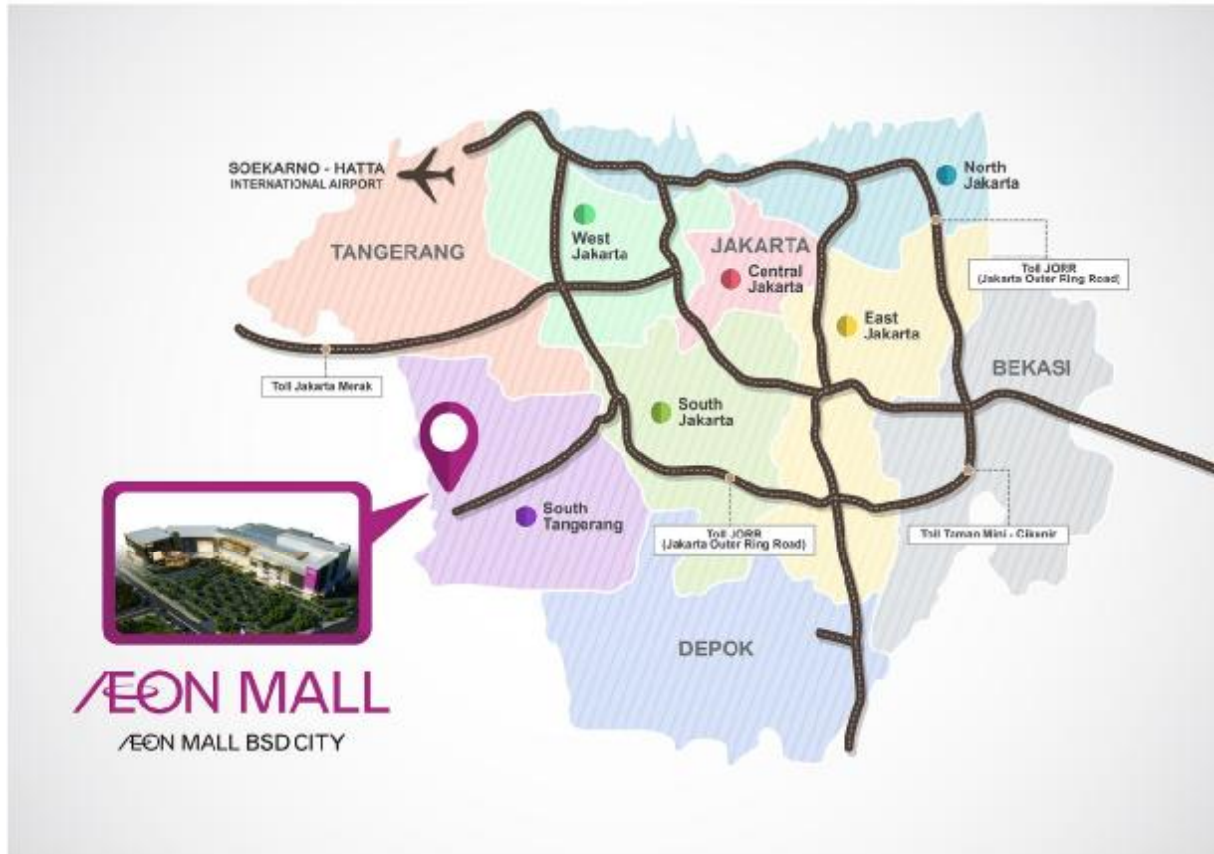 SOEKARNO - HATTA
INTERNATIONAL AIRPORT
North
Jakarta
West
Jakarta
TANGERANG
JAKARTA
Central
Jakarta
Toll JORR
(Jakarta Outer Ring Road)
East
Jakarta
BEKASI
Toll Jakarta Merak
South
Jakarta
South
Tangerang
Toll JORR
(Jakarta Outer Ring Road)
Toll Taman Mini - Cikunir
DEPOK
ÆON MALL
ÆON MALL BSD CITY